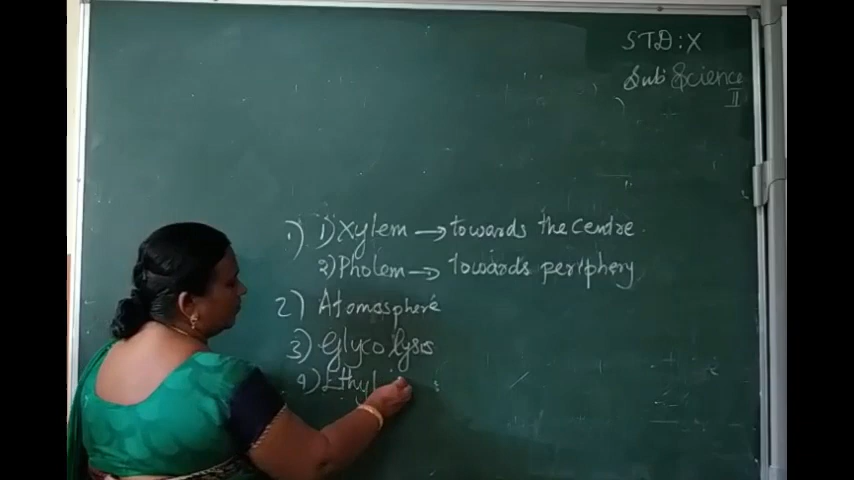 STD: X
Sub: Science
II
1) 1) Xylem → towards the Centre.
2) Pholem → towards periphery
2) Atomosphere
3) Glycolysis
4) Ethyl